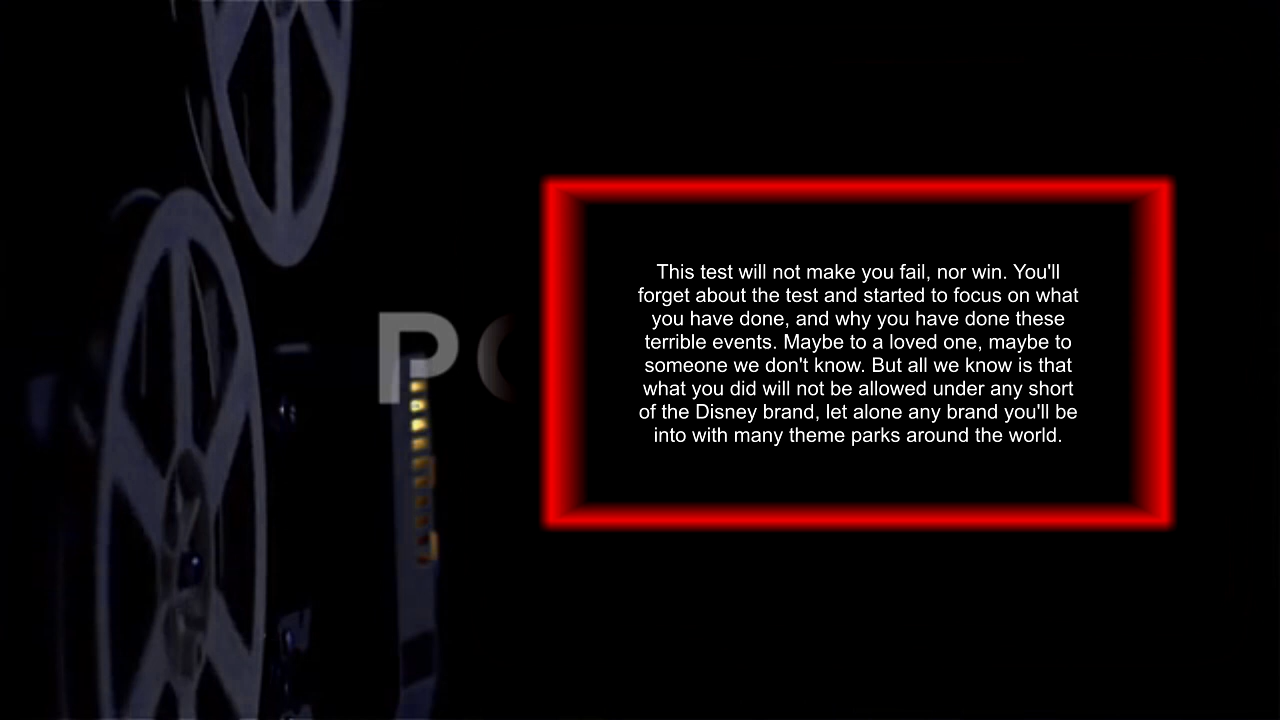 PO
This test will not make you fail, nor win. You'll
forget about the test and started to focus on what
you have done, and why you have done these
terrible events. Maybe to a loved one, maybe to
someone we don't know. But all we know is that
what you did will not be allowed under any short
of the Disney brand, let alone any brand you'll be
into with many theme parks around the world.